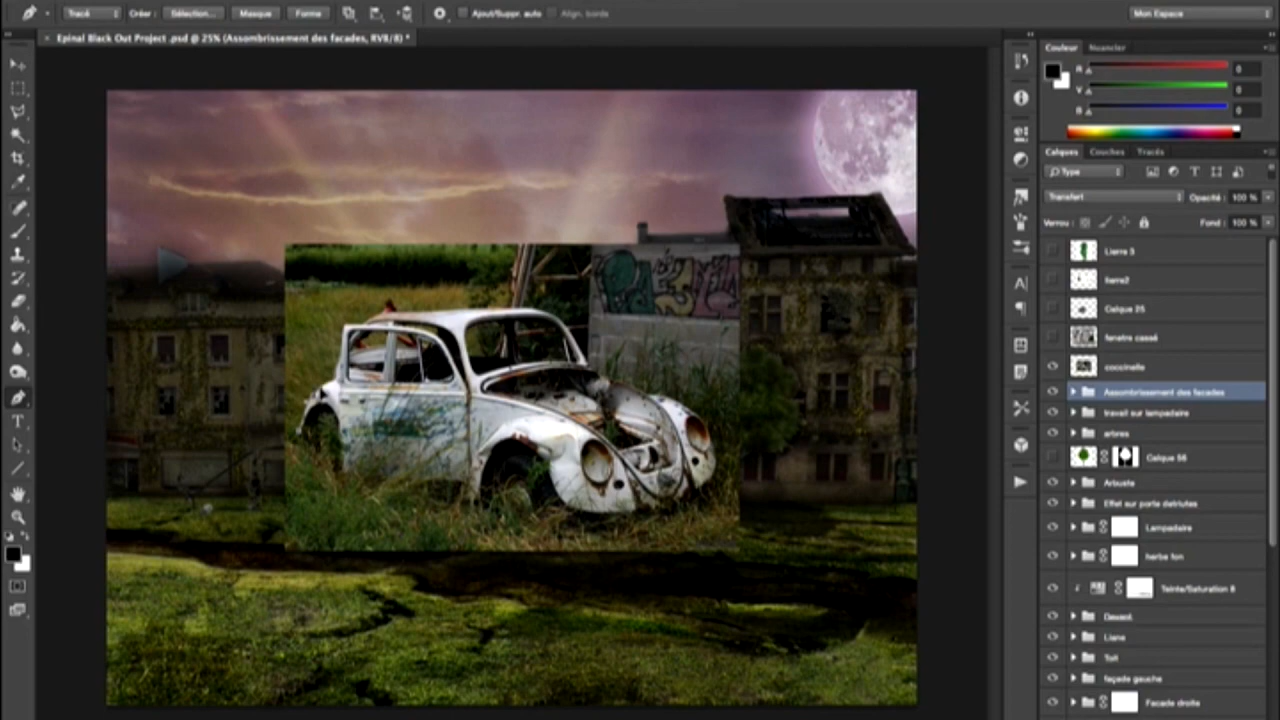 Tracé Créer : Sélection... Masque Forme Ajout/Suppr. auto Align. bords Mon Espace
Epinal Black Out Project .psd @ 25% (Assombrissement des facades, RVB/8) *
Couleur Nuancier
R 0
V 0
B 0
Calques Couches Tracés
Type
Transfert Opacité : 100 %
Verrou : Fond : 100 %
Lierre 3
lierre2
Calque 25
fenetre cassé
coccinelle
Assombrissement des facades
travail sur lampadaire
arbres
Calque 56
Arbuste
Effet sur porte detriutes
Lampadaire
herbe fon
Teinte/Saturation 8
Devant
Liane
Toit
façade gauche
Facade droite